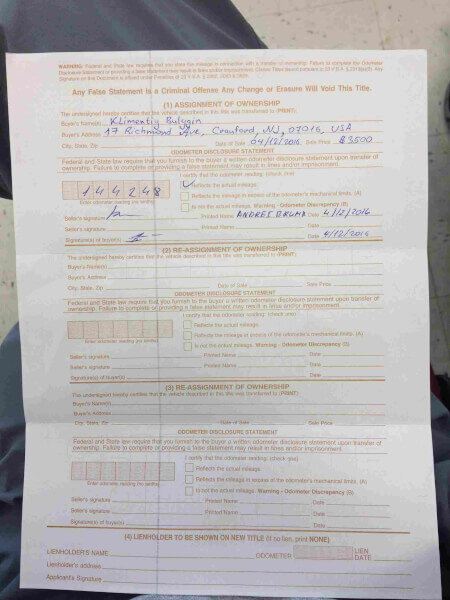 WARNING: Federal and State law requires that you state the mileage in connection with a transfer of ownership. Failure to complete the Odometer
Disclosure Statement or providing a false statement may result in fines and/or imprisonment.
Any False Statement Is a Criminal Offense Any Change or Erasure Will Void This Title.
(1) ASSIGNMENT OF OWNERSHIP
The undersigned hereby certifies that the vehicle described in this title was transferred to (PRINT):
Buyer's Name(s) Klimentiy Bulygin
Buyer's Address 17 Richmond Ave, Cranford, NJ, 07016, USA
City, State, Zip Date of Sale 04/12/2016 Sale Price $3500
ODOMETER DISCLOSURE STATEMENT
Federal and State law require that you furnish to the buyer a written odometer disclosure statement upon transfer of
ownership. Failure to complete or providing a false statement may result in fines and/or imprisonment.
I certify that the odometer reading: (check one)
144248
Reflects the actual mileage.
Reflects the mileage in excess of the odometer's mechanical limits. (A)
Enter odometer reading (no tenths)
Is not the actual mileage. Warning - Odometer Discrepancy (B)
Seller's signature Printed Name ANDREI BRUMA Date 4/12/2016
Seller's signature Printed Name Date
Signature(s) of buyer(s) Date 4/12/2016
(2) RE-ASSIGNMENT OF OWNERSHIP
The undersigned hereby certifies that the vehicle described in this title was transferred to (PRINT)
Buyer's Name(s)
Buyer's Address
City, State, Zip Date of Sale Sale Price
ODOMETER DISCLOSURE STATEMENT
Federal and State law require that you furnish to the buyer a written odometer disclosure statement upon transfer of
ownership. Failure to complete or providing a false statement may result in fines and/or imprisonment.
I certify that the odometer reading: (check one)
Reflects the actual mileage.
Reflects the mileage in excess of the odometer's mechanical limits. (A)
Enter odometer reading (no tenths)
Is not the actual mileage. Warning - Odometer Discrepancy (B)
Seller's signature Printed Name Date
Seller's signature Printed Name Date
Signature(s) of buyer(s) Date
(3) RE-ASSIGNMENT OF OWNERSHIP
The undersigned hereby certifies that the vehicle described in this title was transferred to (PRINT)
Buyer's Name(s)
Buyer's Address
City, State, Zip Date of Sale Sale Price
ODOMETER DISCLOSURE STATEMENT
Federal and State law require that you furnish to the buyer a written odometer disclosure statement upon transfer of
ownership. Failure to complete or providing a false statement may result in fines and/or imprisonment.
I certify that the odometer reading: (check one)
Reflects the actual mileage.
Reflects the mileage in excess of the odometer's mechanical limits. (A)
Enter odometer reading (no tenths)
Is not the actual mileage. Warning - Odometer Discrepancy (B)
Seller's signature Printed Name Date
Seller's signature Printed Name Date
Signature(s) of buyer(s) Date
(4) LIENHOLDER TO BE SHOWN ON NEW TITLE (If no lien, print NONE)
LIENHOLDER'S NAME ODOMETER LIEN DATE
Lienholder's address
Applicant's Signature